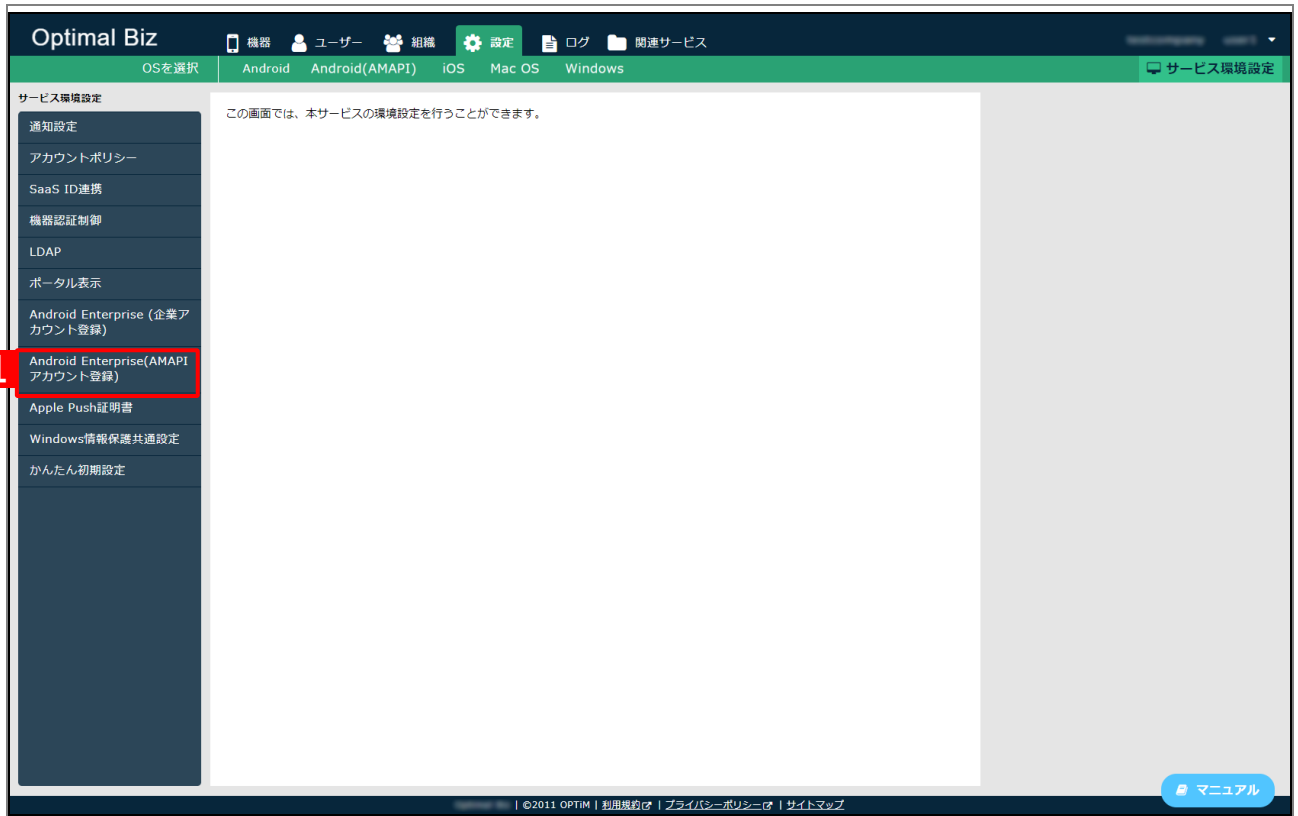 Optimal Biz
機器 ユーザー 組織 設定 ログ 関連サービス
OSを選択 Android Android(AMAPI) iOS Mac OS Windows サービス環境設定
サービス環境設定
この画面では、本サービスの環境設定を行うことができます。
通知設定
アカウントポリシー
SaaS ID連携
機器認証制御
LDAP
ポータル表示
Android Enterprise (企業ア
カウント登録)
1
Android Enterprise(AMAPI
アカウント登録)
Apple Push証明書
Windows情報保護共通設定
かんたん初期設定
マニュアル
| ©2011 OPTiM | 利用規約 | プライバシーポリシー | サイトマップ